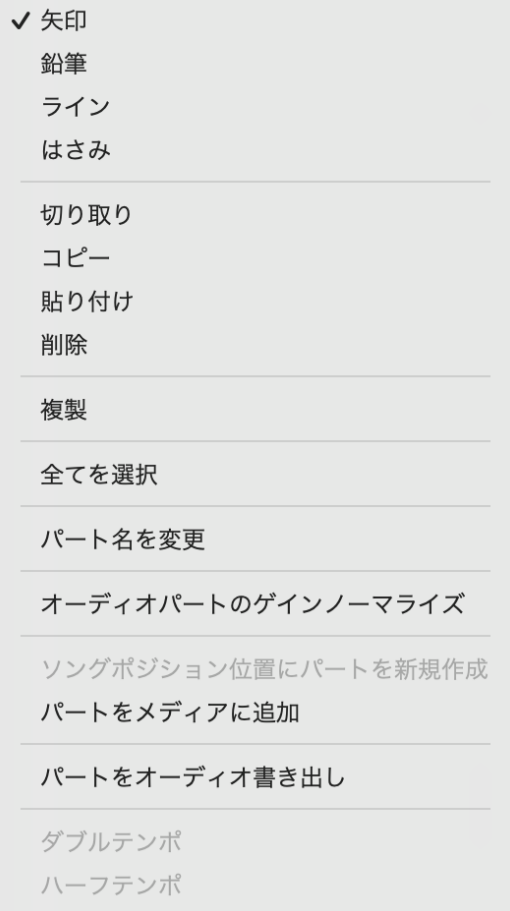 矢印
鉛筆
ライン
はさみ
切り取り
コピー
貼り付け
削除
複製
全てを選択
パート名を変更
オーディオパートのゲインノーマライズ
ソングポジション位置にパートを新規作成
パートをメディアに追加
パートをオーディオ書き出し
ダブルテンポ
ハーフテンポ